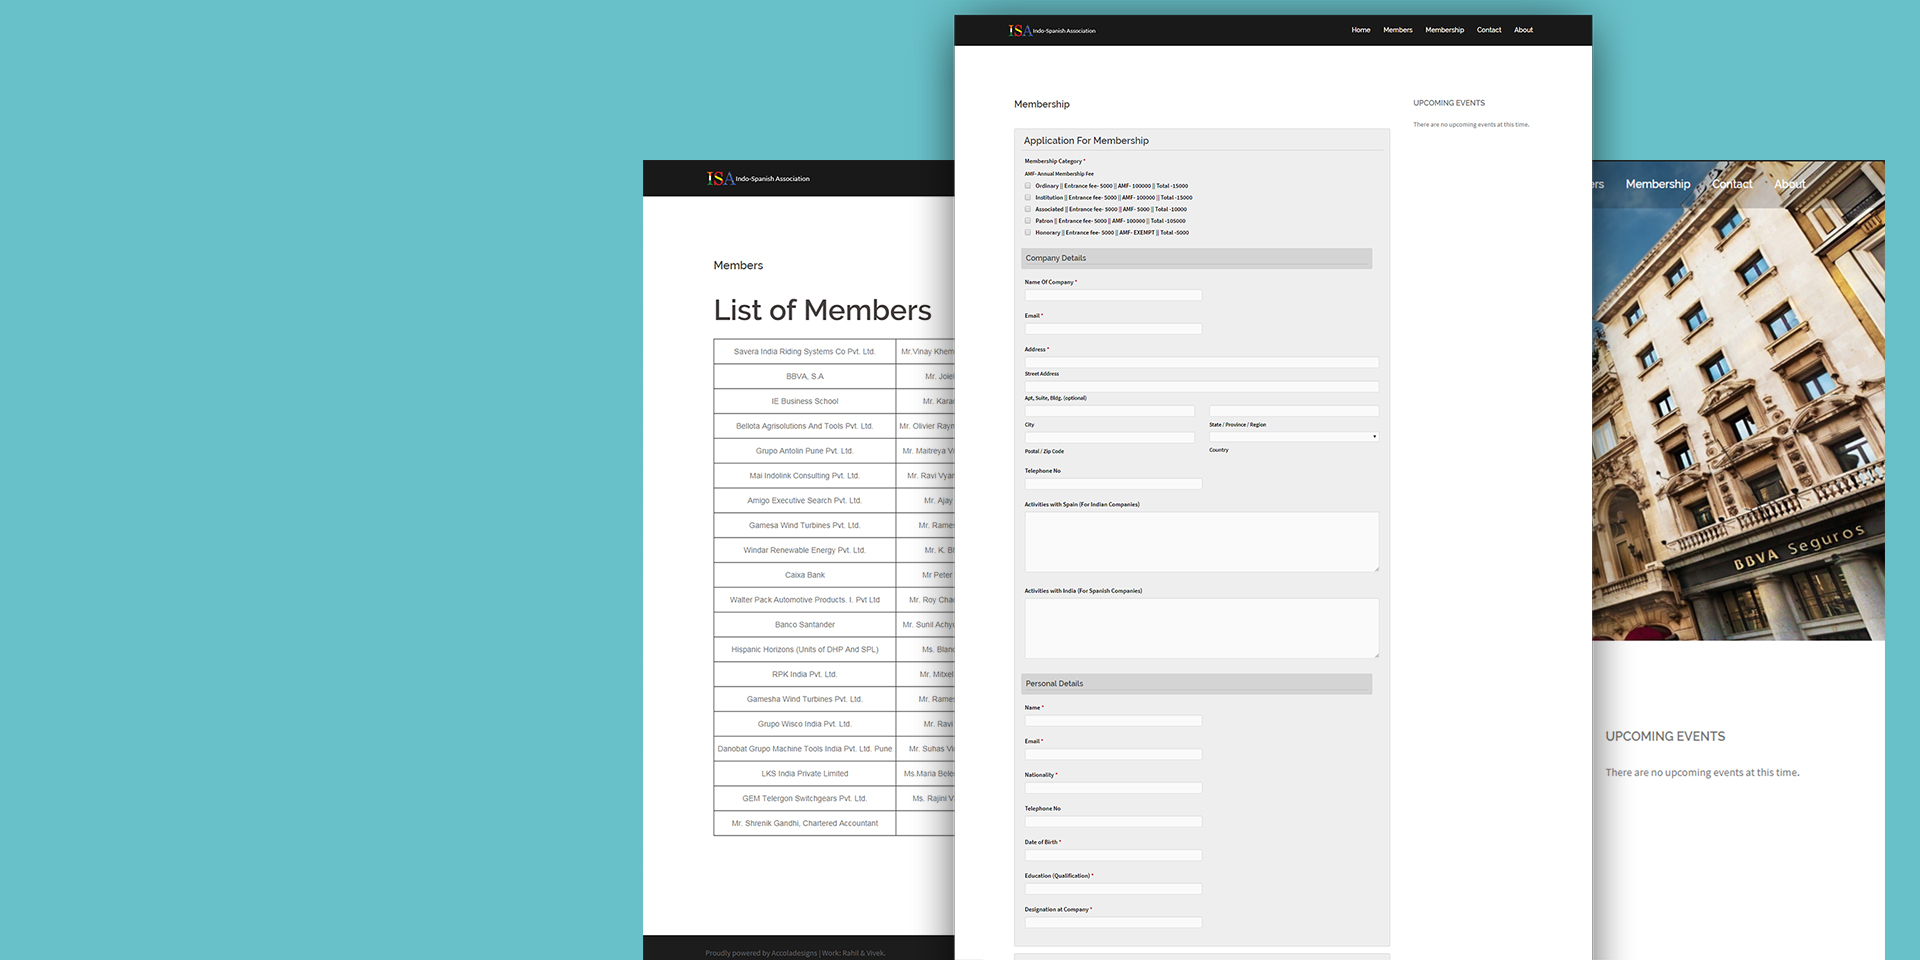 ISA Indo-Spanish Association
Home Members Membership Contact About
Membership
UPCOMING EVENTS
There are no upcoming events at this time.
Application For Membership
Membership Category *
AMF- Annual Membership Fee
Ordinary || Entrance fee- 5000 || AMF- 100000 || Total -15000
Institution || Entrance fee- 5000 || AMF- 100000 || Total -15000
Associated || Entrance fee- 5000 || AMF- 5000 || Total -10000
Patron || Entrance fee- 5000 || AMF- 100000 || Total -105000
Honorary || Entrance fee- 5000 || AMF- EXEMPT || Total -5000
Company Details
Name Of Company *
Email *
Address *
Street Address
Apt, Suite, Bldg. (optional)
City
State / Province / Region
Postal / Zip Code
Country
Telephone No
Activities with Spain (For Indian Companies)
Activities with India (For Spanish Companies)
Personal Details
Name *
Email *
Nationality *
Telephone No
Date of Birth *
Education (Qualification) *
Designation at Company *
ISA Indo-Spanish Association
Members
List of Members
Savera India Riding Systems Co Pvt. Ltd. Mr.Vinay Khem
BBVA, S.A Mr.
IE Business School Mr. Kara
Bellota Agrisolutions And Tools Pvt. Ltd. Mr. Olivier Rayn
Grupo Antolin Pune Pvt. Ltd. Mr. Maitreya Vi
Mai Indolink Consulting Pvt. Ltd. Mr. Ravi Vyar
Amigo Executive Search Pvt. Ltd. Mr. Ajay
Gamesa Wind Turbines Pvt. Ltd. Mr. Rames
Windar Renewable Energy Pvt. Ltd. Mr. K. B
Caixa Bank Mr Peter
Walter Pack Automotive Products. I. Pvt Ltd Mr. Roy Cha
Banco Santander Mr. Sunil Achyu
Hispanic Horizons (Units of DHP And SPL) Ms. Blanc
RPK India Pvt. Ltd. Mr. Mitxel
Gamesha Wind Turbines Pvt. Ltd. Mr. Rames
Grupo Wisco India Pvt. Ltd. Mr. Ravi
Danobat Grupo Machine Tools India Pvt. Ltd. Pune Mr. Suhas Vi
LKS India Private Limited Ms.Maria Bele
GEM Telergon Switchgears Pvt. Ltd. Ms. Rajini V
Mr. Shrenik Gandhi, Chartered Accountant
Proudly powered by Accoladesigns | Work: Rahil & Vivek.
ers Membership Contact About
BBVA Seguros
UPCOMING EVENTS
There are no upcoming events at this time.